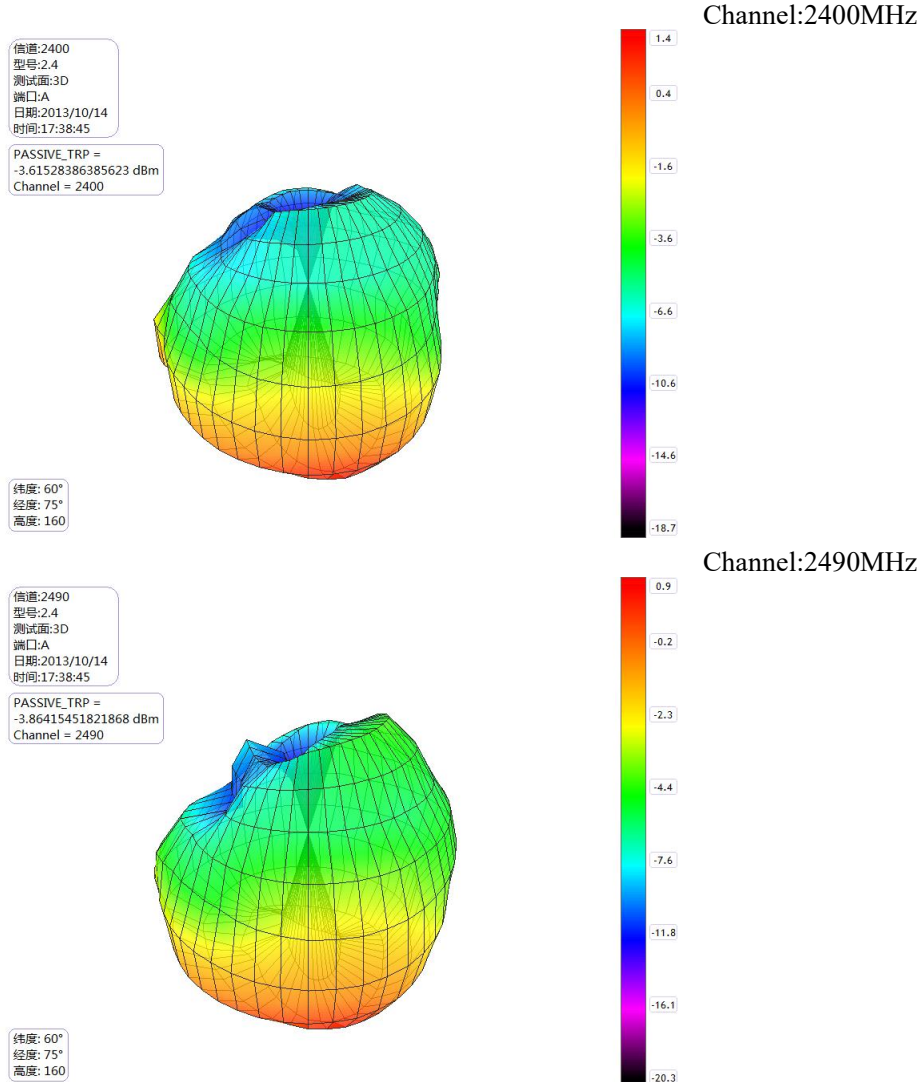 Channel:2400MHz
信道:2400
型号:2.4
测试面:3D
端口:A
日期:2013/10/14
时间:17:38:45
PASSIVE_TRP =
-3.61528386385623 dBm
Channel = 2400
1.4
0.4
-1.6
-3.6
-6.6
-10.6
-14.6
-18.7
纬度: 60°
经度: 75°
高度: 160
Channel:2490MHz
信道:2490
型号:2.4
测试面:3D
端口:A
日期:2013/10/14
时间:17:38:45
PASSIVE_TRP =
-3.86415451821868 dBm
Channel = 2490
0.9
-0.2
-2.3
-4.4
-7.6
-11.8
-16.1
-20.3
纬度: 60°
经度: 75°
高度: 160